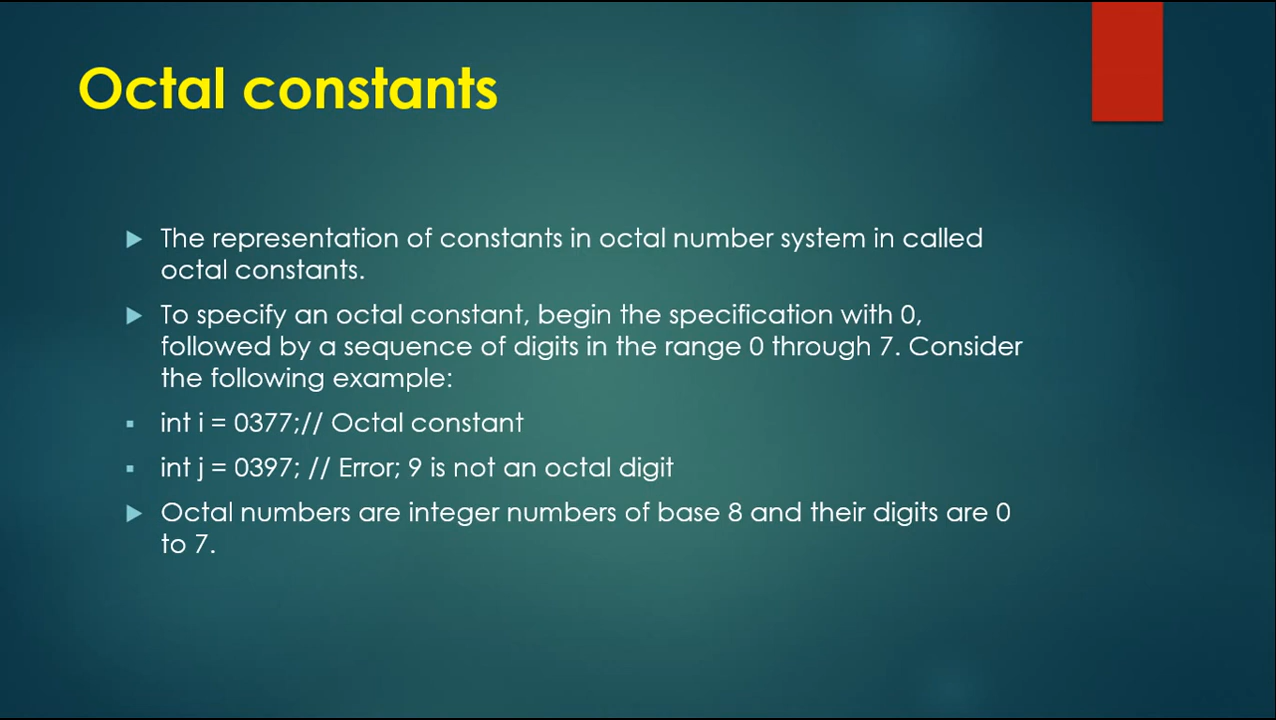 Octal constants
The representation of constants in octal number system in called
octal constants.
To specify an octal constant, begin the specification with 0,
followed by a sequence of digits in the range 0 through 7. Consider
the following example:
int i = 0377;// Octal constant
int j = 0397; // Error; 9 is not an octal digit
Octal numbers are integer numbers of base 8 and their digits are 0
to 7.